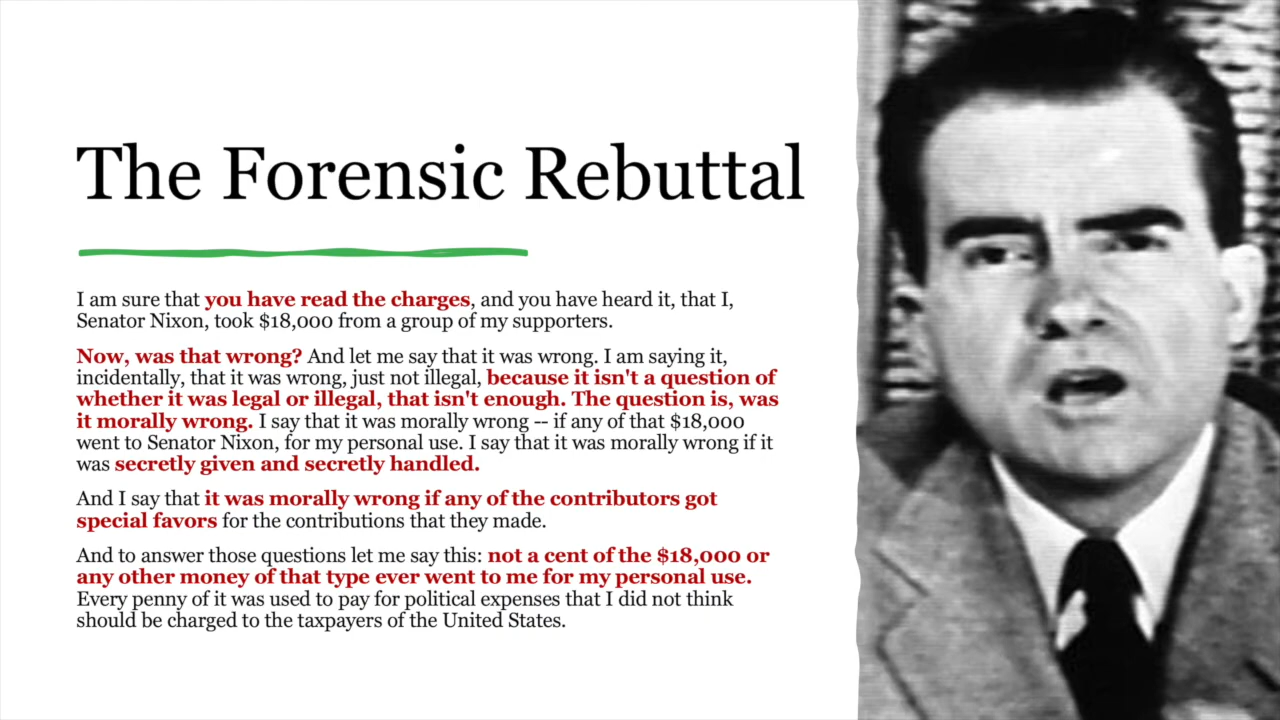 The Forensic Rebuttal
I am sure that you have read the charges, and you have heard it, that I,
Senator Nixon, took $18,000 from a group of my supporters.
Now, was that wrong? And let me say that it was wrong. I am saying it,
incidentally, that it was wrong, just not illegal, because it isn't a question of
whether it was legal or illegal, that isn't enough. The question is, was
it morally wrong. I say that it was morally wrong -- if any of that $18,000
went to Senator Nixon, for my personal use. I say that it was morally wrong if it
was secretly given and secretly handled.
And I say that it was morally wrong if any of the contributors got
special favors for the contributions that they made.
And to answer those questions let me say this: not a cent of the $18,000 or
any other money of that type ever went to me for my personal use.
Every penny of it was used to pay for political expenses that I did not think
should be charged to the taxpayers of the United States.